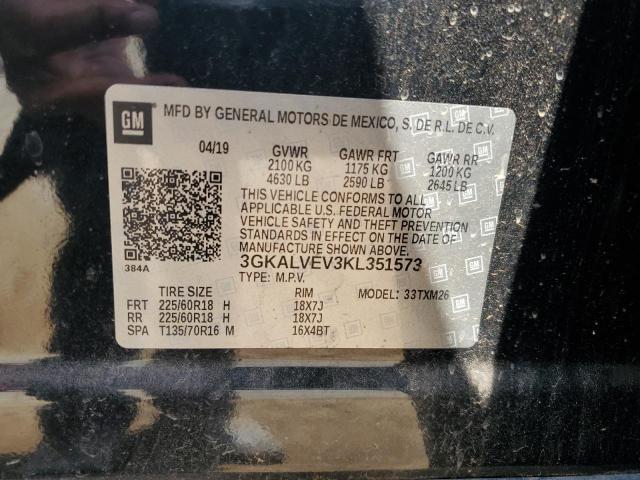 GM
MFD BY GENERAL MOTORS DE MEXICO, S. DE R.L. DE C.V.
04/19 GVWR GAWR FRT GAWR RR
2100 KG 1175 KG 1200 KG
4630 LB 2590 LB 2645 LB
THIS VEHICLE CONFORMS TO ALL
APPLICABLE U.S. FEDERAL MOTOR
VEHICLE SAFETY AND THEFT PREVENTION
STANDARDS IN EFFECT ON THE DATE OF
MANUFACTURE SHOWN ABOVE.
384A
3GKALVEV3KL351573
TYPE: M.P.V.
TIRE SIZE RIM MODEL: 33TXM26
FRT 225/60R18 H 18X7J
RR 225/60R18 H 18X7J
SPA T135/70R16 M 16X4BT